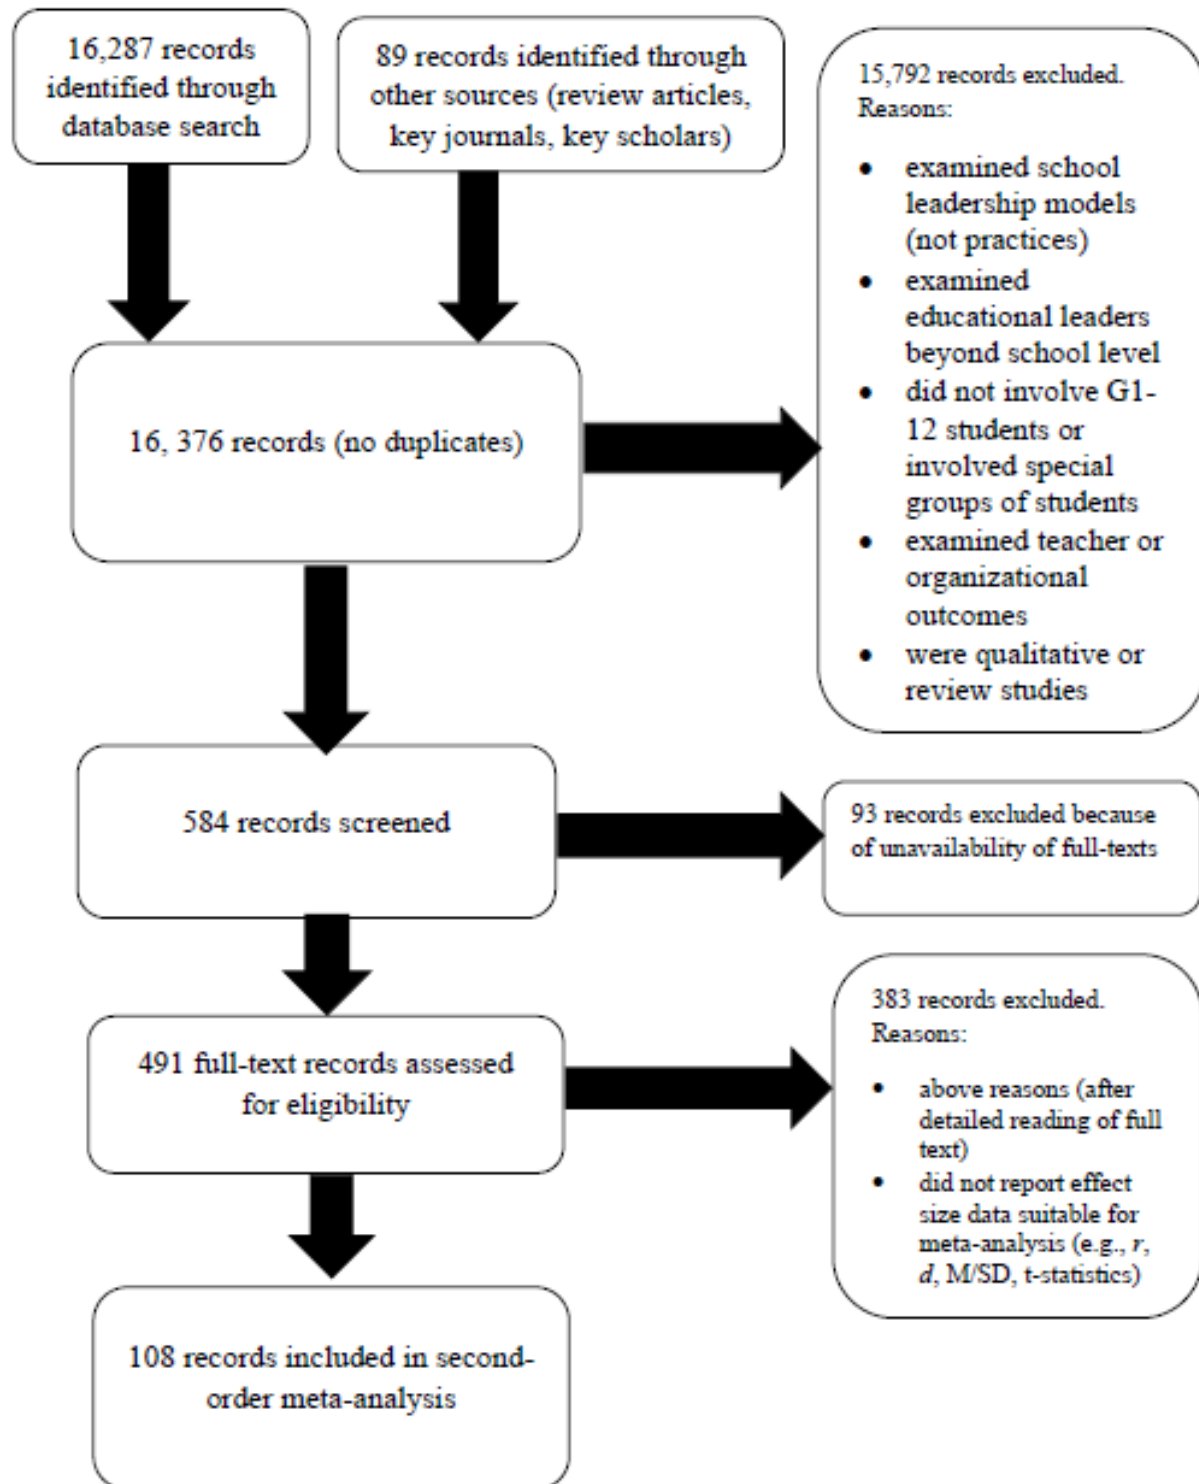 16,287 records
identified through
database search
89 records identified through
other sources (review articles,
key journals, key scholars)
15,792 records excluded.
Reasons:
• examined school
leadership models
(not practices)
• examined
educational leaders
beyond school level
• did not involve G1-
12 students or
involved special
groups of students
• examined teacher or
organizational
outcomes
• were qualitative or
review studies
16, 376 records (no duplicates)
584 records screened
93 records excluded because
of unavailability of full-texts
491 full-text records assessed
for eligibility
383 records excluded.
Reasons:
• above reasons (after
detailed reading of full
text)
• did not report effect
size data suitable for
meta-analysis (e.g., r,
d, M/SD, t-statistics)
108 records included in second-
order meta-analysis